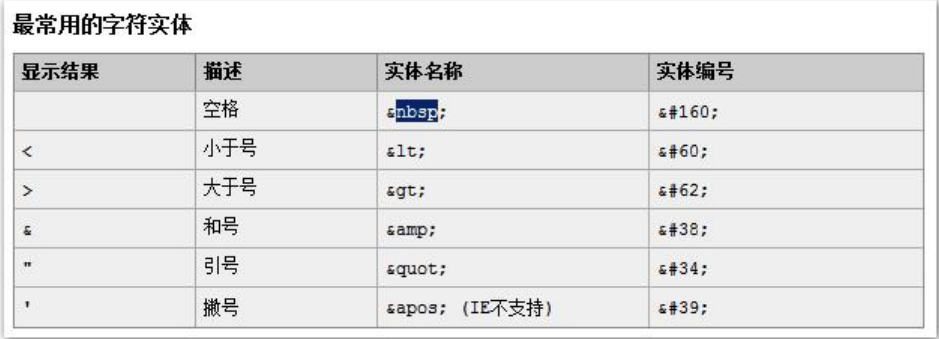 最常用的字符实体
显示结果 描述 实体名称 实体编号
空格 &nbsp; &#160;
< 小于号 &lt; &#60;
> 大于号 &gt; &#62;
& 和号 &amp; &#38;
" 引号 &quot; &#34;
' 撇号 &apos; (IE不支持) &#39;